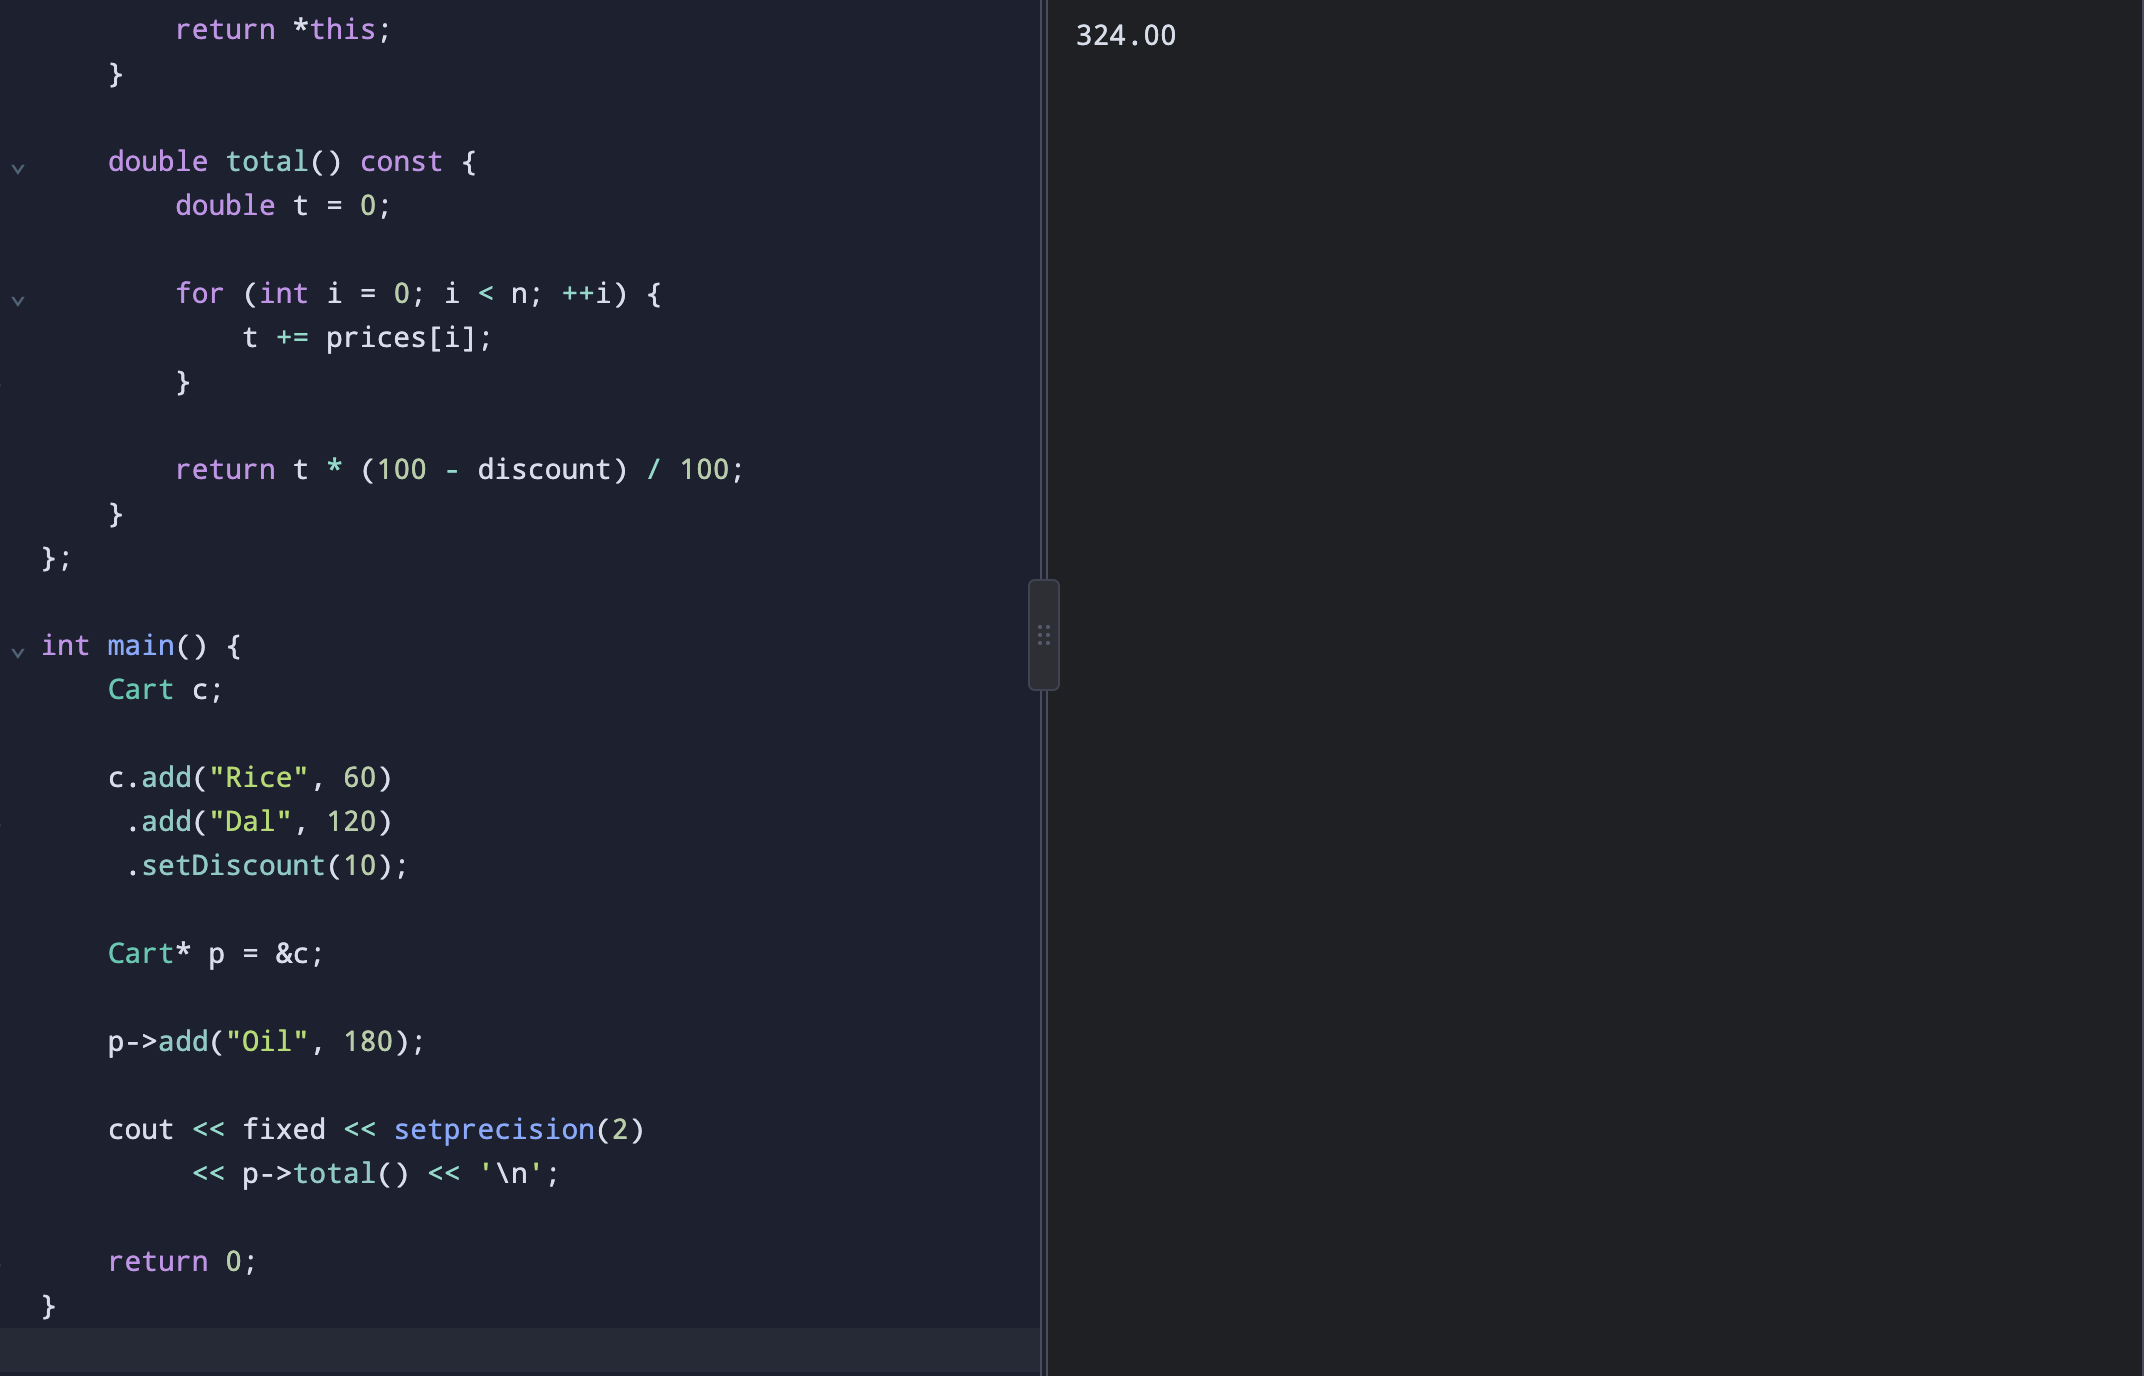 return *this;
    }

    double total() const {
        double t = 0;

        for (int i = 0; i < n; ++i) {
            t += prices[i];
        }

        return t * (100 - discount) / 100;
    }
};

int main() {
    Cart c;

    c.add("Rice", 60)
     .add("Dal", 120)
     .setDiscount(10);

    Cart* p = &c;

    p->add("Oil", 180);

    cout << fixed << setprecision(2)
         << p->total() << '\n';

    return 0;
}
324.00